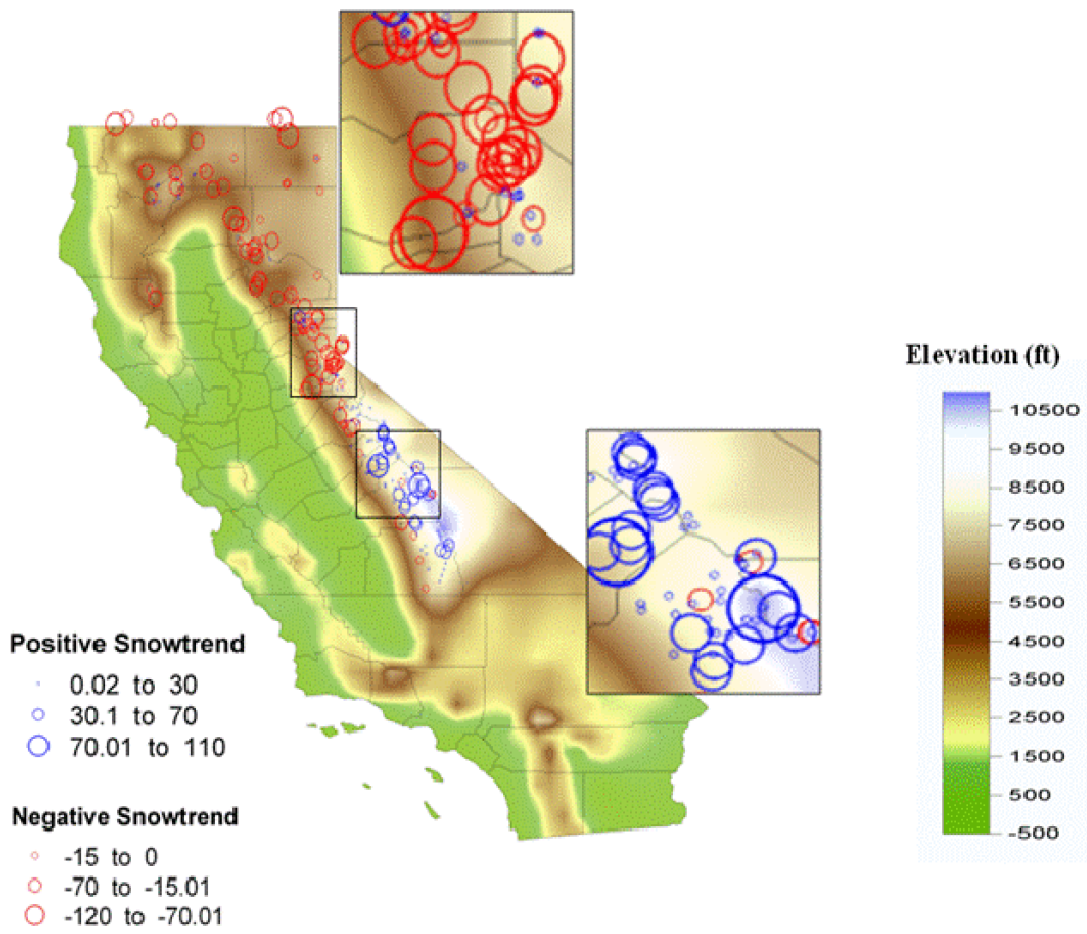 Elevation (ft)
10500
9500
8500
7500
6500
5500
4500
3500
2500
1500
500
-500
Positive Snowtrend
0.02 to 30
30.1 to 70
70.01 to 110
Negative Snowtrend
-15 to 0
-70 to -15.01
-120 to -70.01